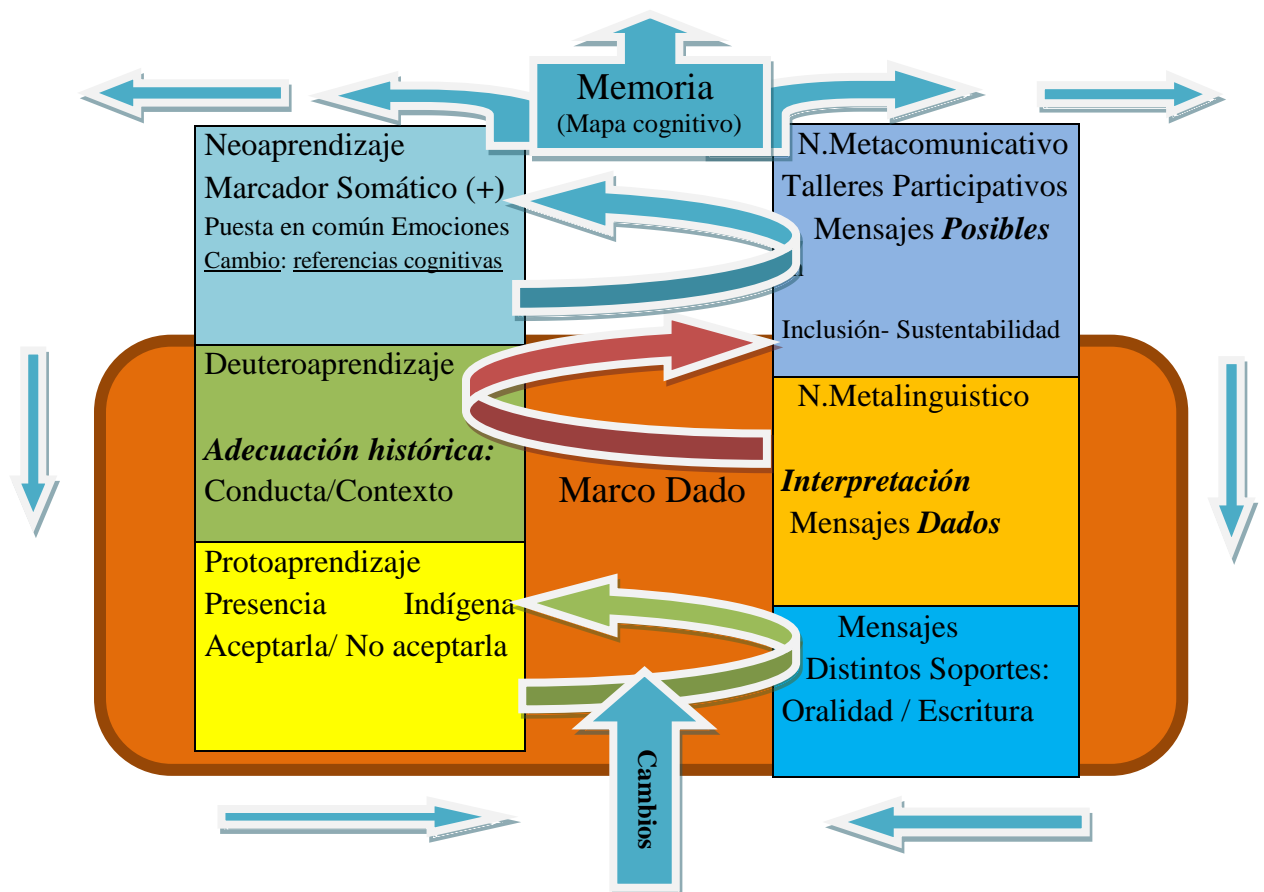 Memoria
(Mapa cognitivo)
Neoaprendizaje
Marcador Somático (+)
Puesta en común Emociones
Cambio: referencias cognitivas
N.Metacomunicativo
Talleres Participativos
Mensajes Posibles
Inclusión- Sustentabilidad
Deuteroaprendizaje
Adecuación histórica:
Conducta/Contexto
Marco Dado
N.Metalinguistico
Interpretación
Mensajes Dados
Protoaprendizaje
Presencia Indígena
Aceptarla/ No aceptarla
Mensajes
Distintos Soportes:
Oralidad / Escritura
Cambios